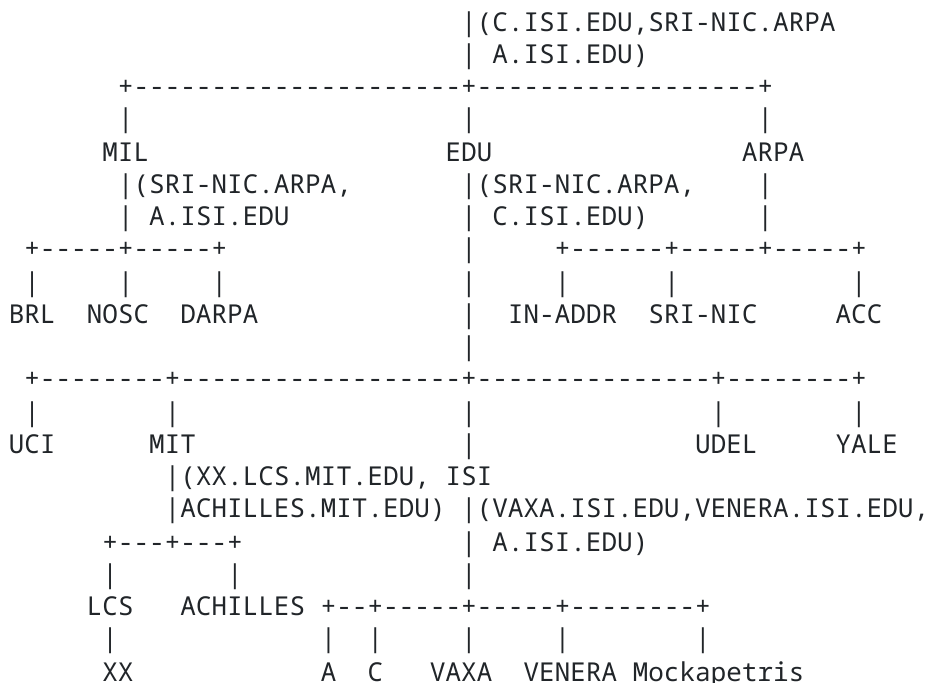 |(C.ISI.EDU,SRI-NIC.ARPA
                              | A.ISI.EDU)
        +---------------------+------------------+
        |                     |                  |
       MIL                   EDU                ARPA
        |(SRI-NIC.ARPA,       |(SRI-NIC.ARPA,    |
        | A.ISI.EDU           | C.ISI.EDU)       |
  +-----+-----+               |     +------+-----+-----+
  |     |     |               |     |      |           |
 BRL  NOSC  DARPA             |  IN-ADDR  SRI-NIC     ACC
                              |
  +--------+------------------+---------------+--------+
  |        |                  |               |        |
 UCI      MIT                 |              UDEL     YALE
           |(XX.LCS.MIT.EDU, ISI
           |ACHILLES.MIT.EDU) |(VAXA.ISI.EDU,VENERA.ISI.EDU,
       +---+---+              | A.ISI.EDU)
       |       |              |
      LCS   ACHILLES +--+-----+-----+--------+
       |             |  |     |     |        |
       XX            A  C   VAXA  VENERA Mockapetris